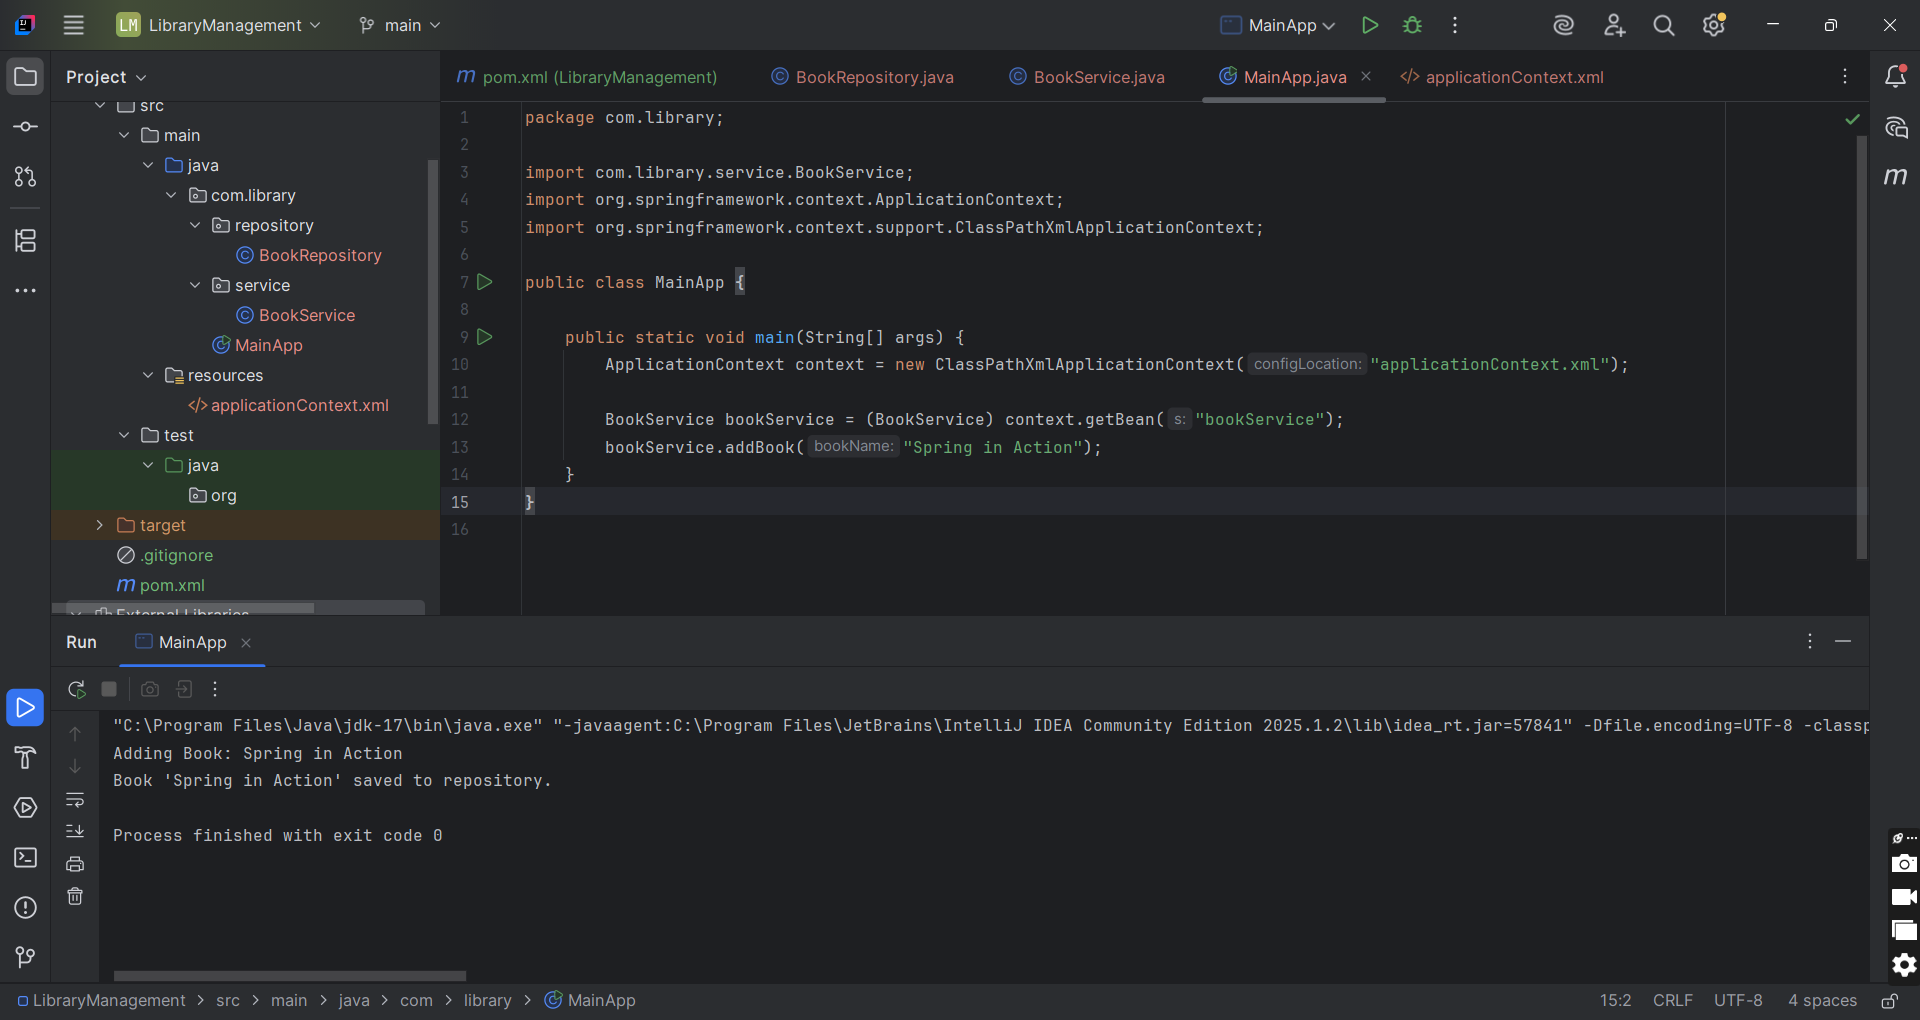 LM LibraryManagement main MainApp
Project
pom.xml (LibraryManagement) BookRepository.java BookService.java MainApp.java applicationContext.xml
src
main
java
com.library
repository
BookRepository
service
BookService
MainApp
resources
applicationContext.xml
test
java
org
target
.gitignore
pom.xml
External Libraries
1 package com.library;
2
3 import com.library.service.BookService;
4 import org.springframework.context.ApplicationContext;
5 import org.springframework.context.support.ClassPathXmlApplicationContext;
6
7 public class MainApp {
8
9 public static void main(String[] args) {
10 ApplicationContext context = new ClassPathXmlApplicationContext( configLocation: "applicationContext.xml");
11
12 BookService bookService = (BookService) context.getBean( s: "bookService");
13 bookService.addBook( bookName: "Spring in Action");
14 }
15 }
16
Run MainApp
"C:\Program Files\Java\jdk-17\bin\java.exe" "-javaagent:C:\Program Files\JetBrains\IntelliJ IDEA Community Edition 2025.1.2\lib\idea_rt.jar=57841" -Dfile.encoding=UTF-8 -classp
Adding Book: Spring in Action
Book 'Spring in Action' saved to repository.
Process finished with exit code 0
LibraryManagement > src > main > java > com > library > MainApp 15:2 CRLF UTF-8 4 spaces